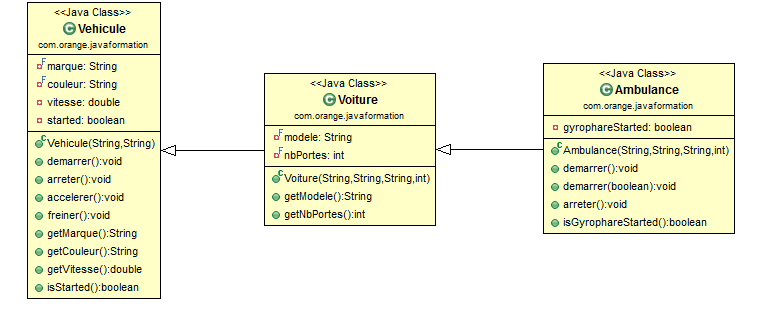 <<Java Class>>
Vehicule
com.orange.javaformation
marque: String
couleur: String
vitesse: double
started: boolean
Vehicule(String,String)
demarrer():void
arreter():void
accelerer():void
freiner():void
getMarque():String
getCouleur():String
getVitesse():double
isStarted():boolean
<<Java Class>>
Voiture
com.orange.javaformation
modele: String
nbPortes: int
Voiture(String,String,String,int)
getModele():String
getNbPortes():int
<<Java Class>>
Ambulance
com.orange.javaformation
gyrophareStarted: boolean
Ambulance(String,String,String,int)
demarrer():void
demarrer(boolean):void
arreter():void
isGyrophareStarted():boolean